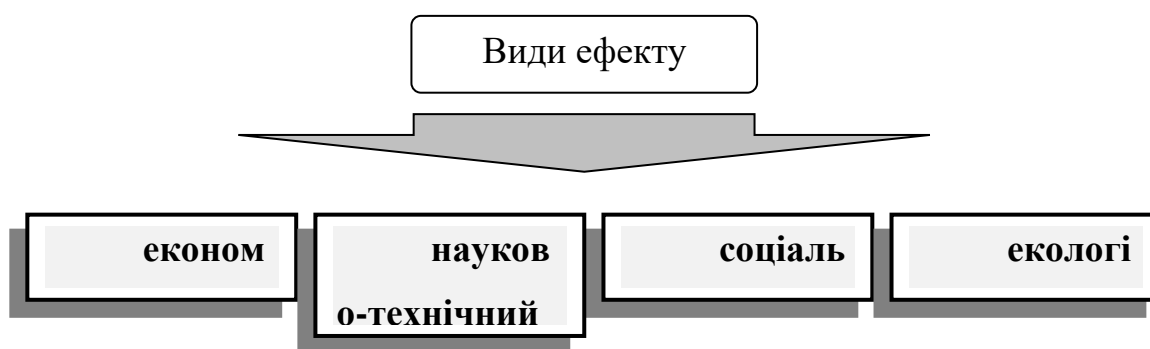 Види ефекту
економ
науков
о-технічний
соціаль
екологі